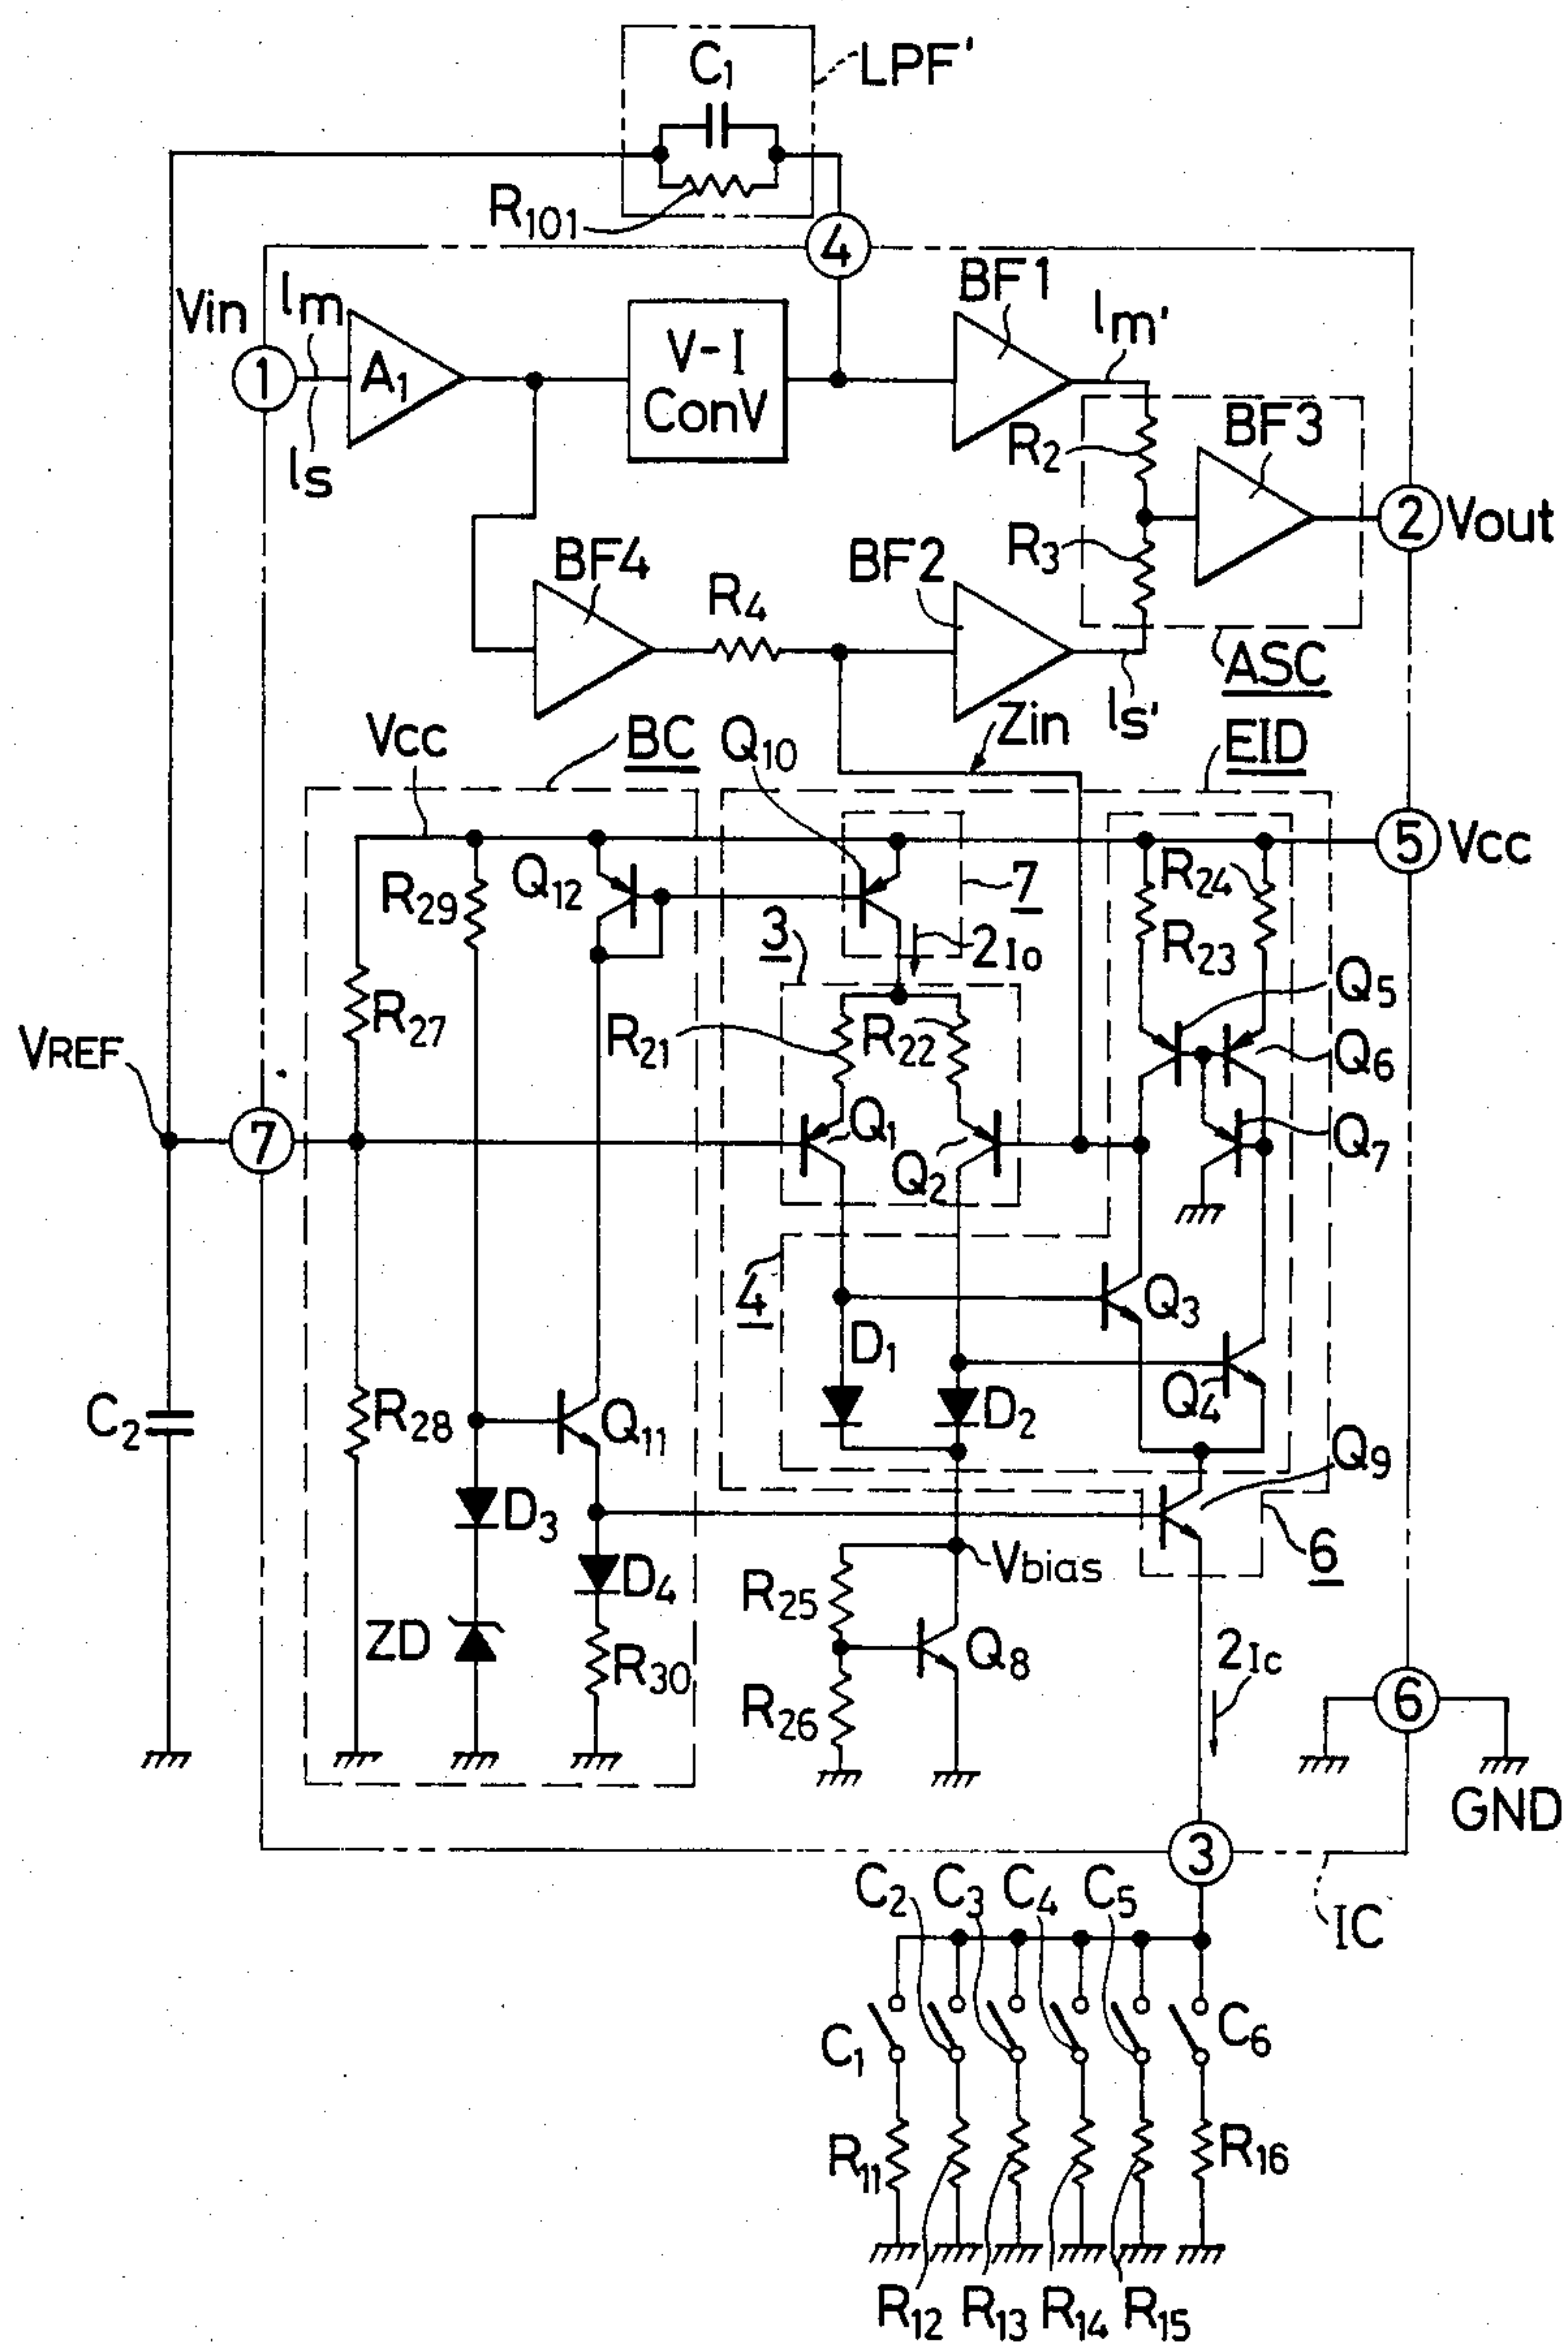 C1
LPF'
R101
4
Vin
lm
BF1
lm'
1
A1
V-I
ConV
ls
R2
BF3
2
Vout
R3
BF4
R4
BF2
ASC
ls'
Zin
Vcc
BC
Q10
EID
5
Vcc
R29
Q12
7
R24
R23
3
2Io
Q5
R27
R21
R22
Q6
VREF
7
Q1
Q2
Q7
4
Q3
D1
C2
R28
Q11
D2
Q4
Q9
D3
Vbias
6
D4
R25
ZD
R30
Q8
2Ic
R26
6
GND
3
C2
C3
C4
C5
IC
C1
C6
R11
R16
R12
R13
R14
R15